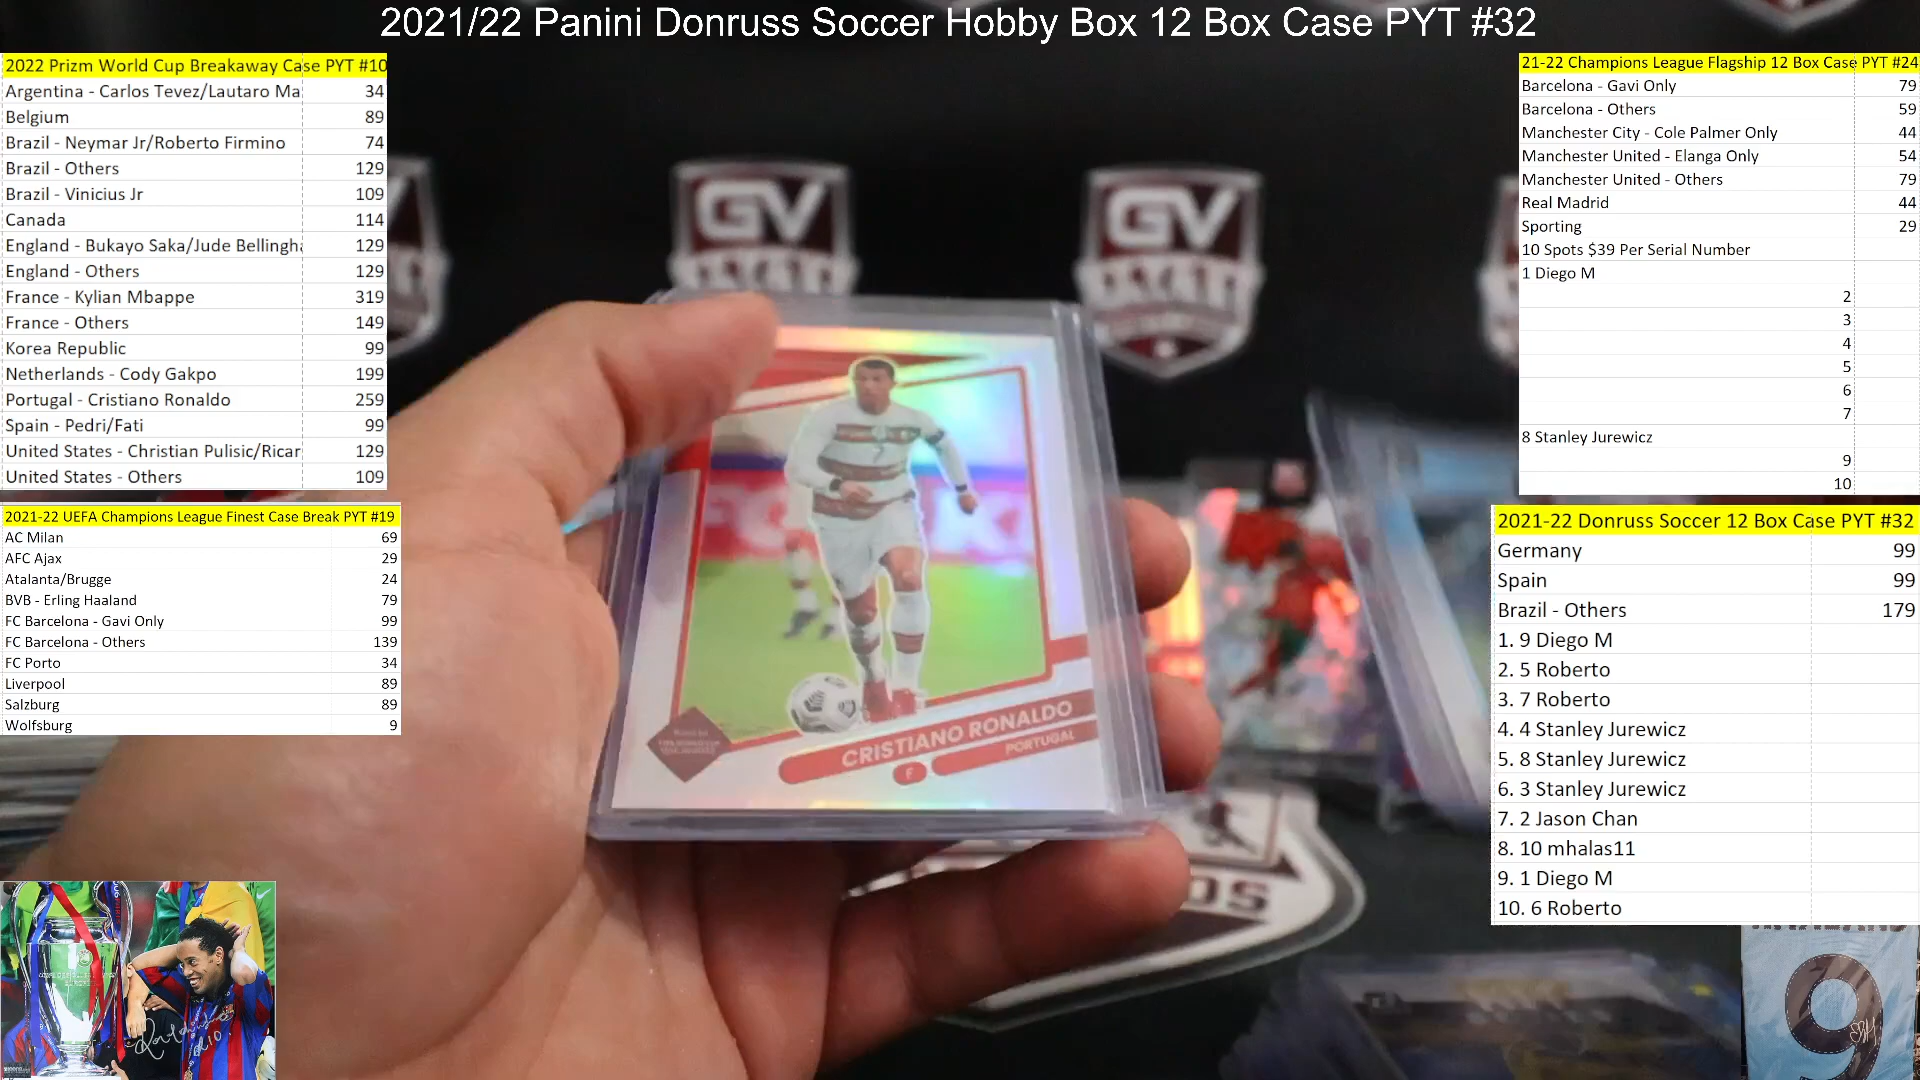 2021/22 Panini Donruss Soccer Hobby Box 12 Box Case PYT #32
2022 Prizm World Cup Breakaway Case PYT #10
Argentina - Carlos Tevez/Lautaro Ma 34
Belgium 89
Brazil - Neymar Jr/Roberto Firmino 74
Brazil - Others 129
Brazil - Vinicius Jr 109
Canada 114
England - Bukayo Saka/Jude Bellingha 129
England - Others 129
France - Kylian Mbappe 319
France - Others 149
Korea Republic 99
Netherlands - Cody Gakpo 199
Portugal - Cristiano Ronaldo 259
Spain - Pedri/Fati 99
United States - Christian Pulisic/Ricar 129
United States - Others 109
2021-22 UEFA Champions League Finest Case Break PYT #19
AC Milan 69
AFC Ajax 29
Atalanta/Brugge 24
BVB - Erling Haaland 79
FC Barcelona - Gavi Only 99
FC Barcelona - Others 139
FC Porto 34
Liverpool 89
Salzburg 89
Wolfsburg 9
GV
GV
CRISTIANO RONALDO
PORTUGAL
F
21-22 Champions League Flagship 12 Box Case PYT #24
Barcelona - Gavi Only 79
Barcelona - Others 59
Manchester City - Cole Palmer Only 44
Manchester United - Elanga Only 54
Manchester United - Others 79
Real Madrid 44
Sporting 29
10 Spots $39 Per Serial Number
1 Diego M
2
3
4
5
6
7
8 Stanley Jurewicz
9
10
2021-22 Donruss Soccer 12 Box Case PYT #32
Germany 99
Spain 99
Brazil - Others 179
1. 9 Diego M
2. 5 Roberto
3. 7 Roberto
4. 4 Stanley Jurewicz
5. 8 Stanley Jurewicz
6. 3 Stanley Jurewicz
7. 2 Jason Chan
8. 10 mhalas11
9. 1 Diego M
10. 6 Roberto
9